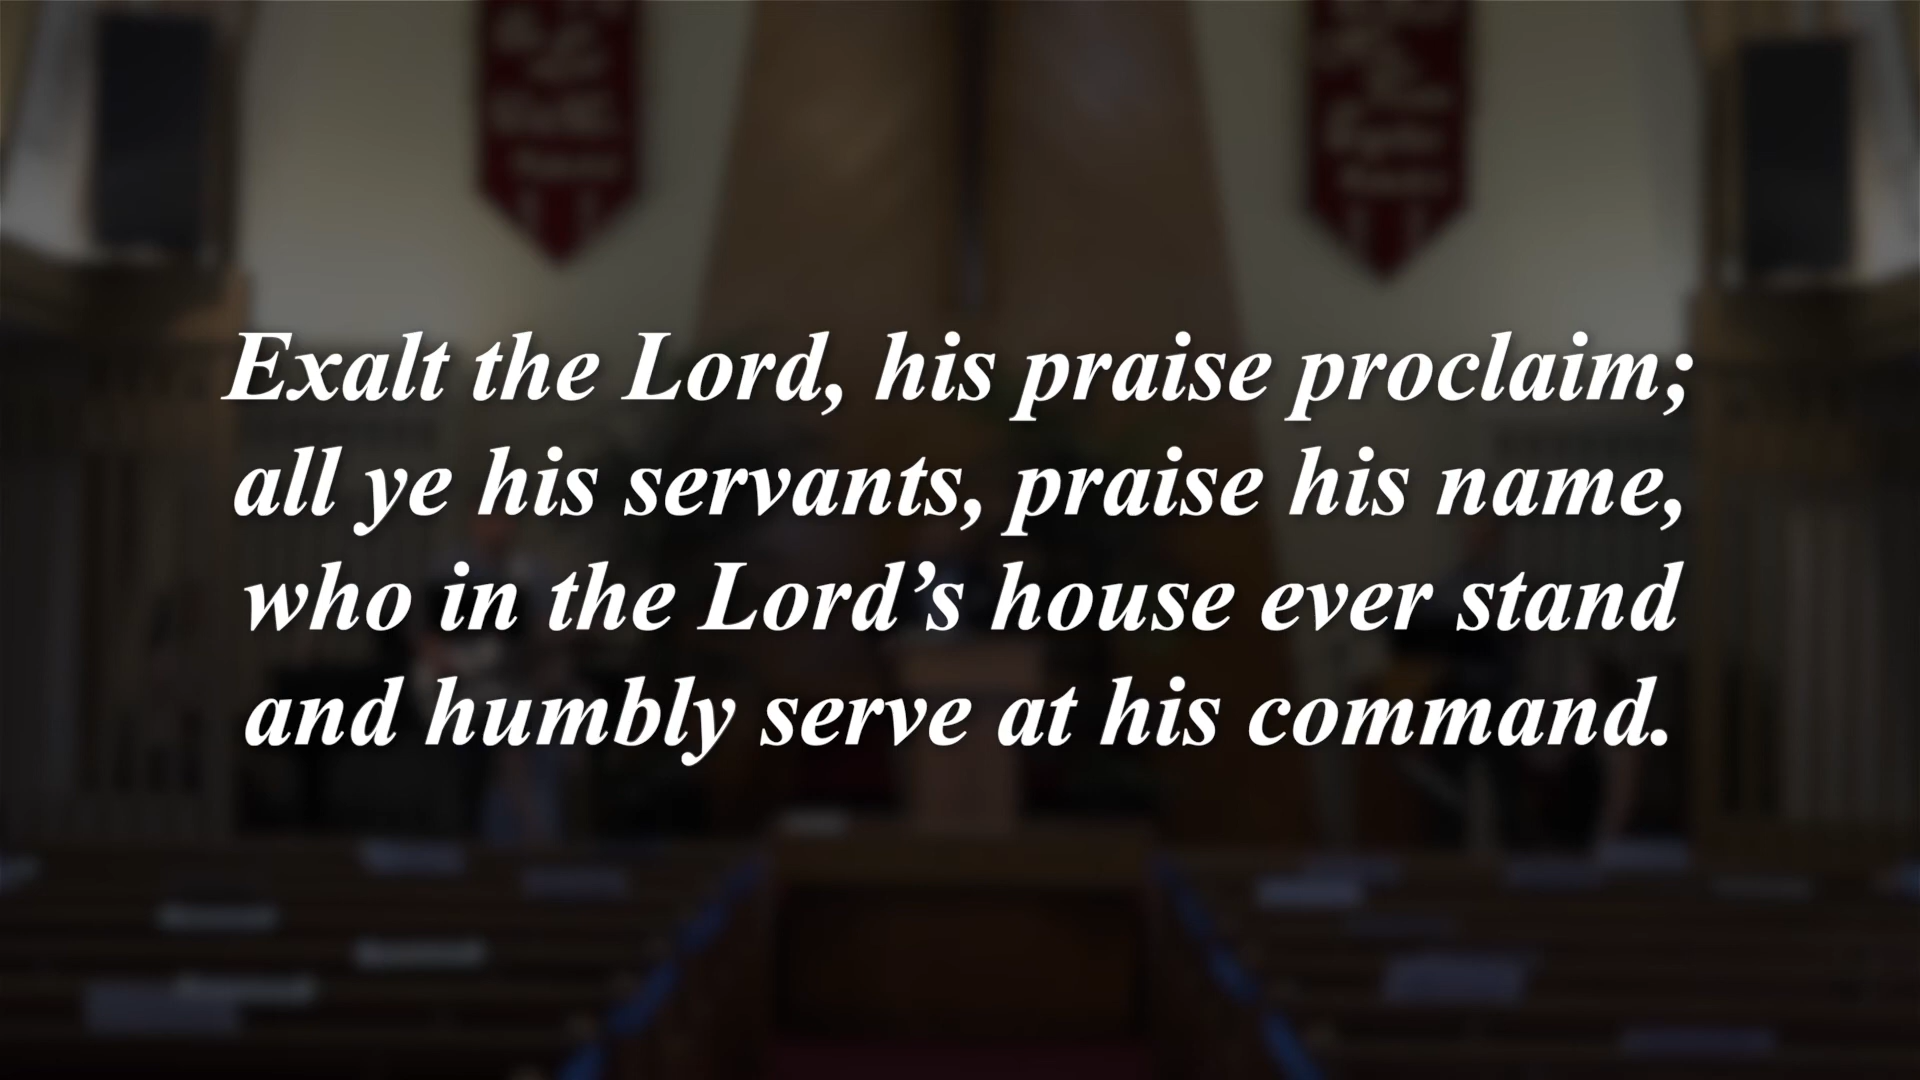 Exalt the Lord, his praise proclaim;
all ye his servants, praise his name,
who in the Lord’s house ever stand
and humbly serve at his command.